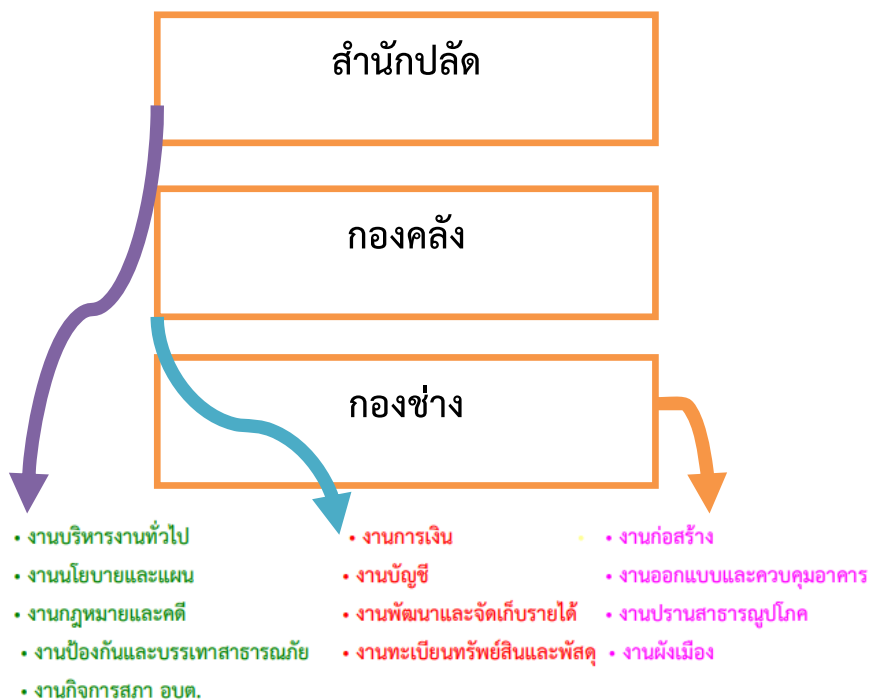 สำนักปลัด
กองคลัง
กองช่าง
• งานบริหารงานทั่วไป
• งานนโยบายและแผน
• งานกฎหมายและคดี
• งานป้องกันและบรรเทาสาธารณภัย
• งานกิจการสภา อบต.
• งานการเงิน
• งานบัญชี
• งานพัฒนาและจัดเก็บรายได้
• งานทะเบียนทรัพย์สินและพัสดุ
• งานก่อสร้าง
• งานออกแบบและควบคุมอาคาร
• งานปรานสาธารณูปโภค
• งานผังเมือง